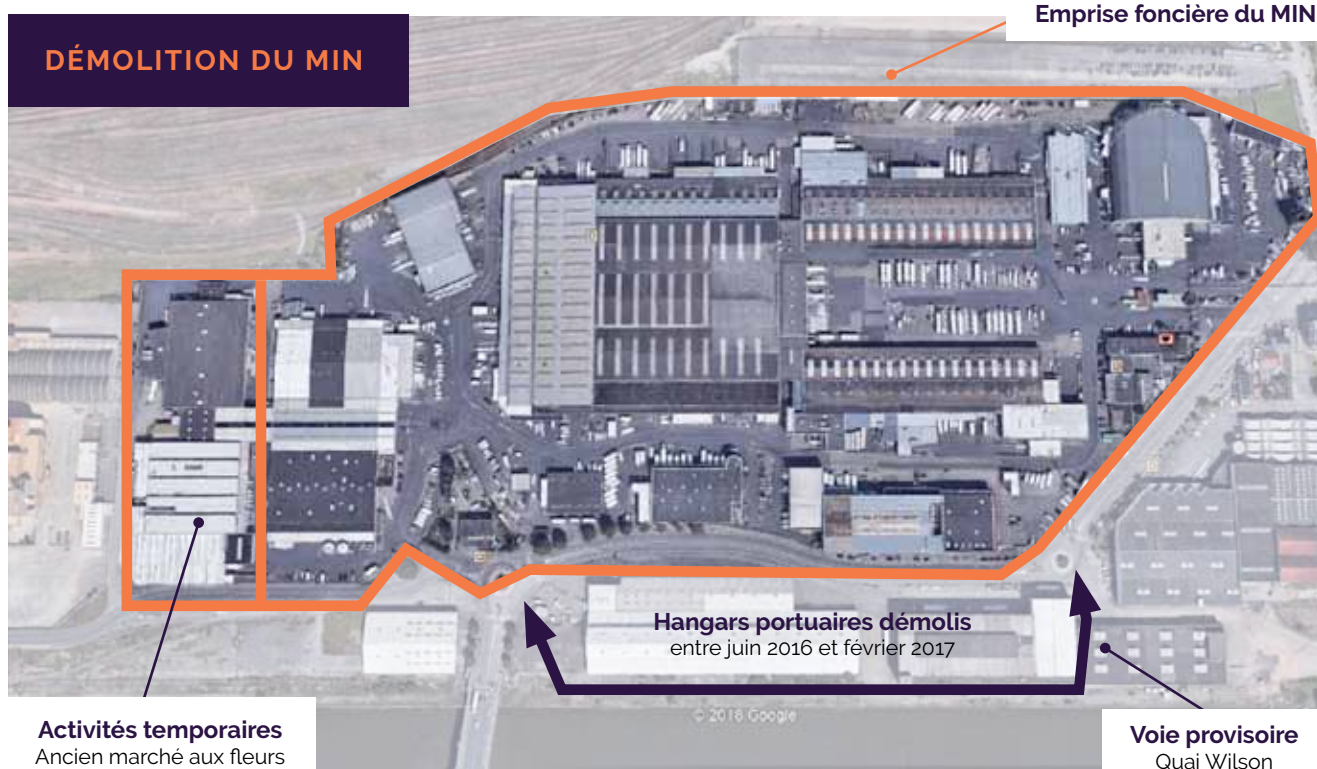 Emprise foncière du MIN
DÉMOLITION DU MIN
Hangars portuaires démolis
entre juin 2016 et février 2017
© 2018 Google
Activités temporaires
Ancien marché aux fleurs
Voie provisoire
Quai Wilson